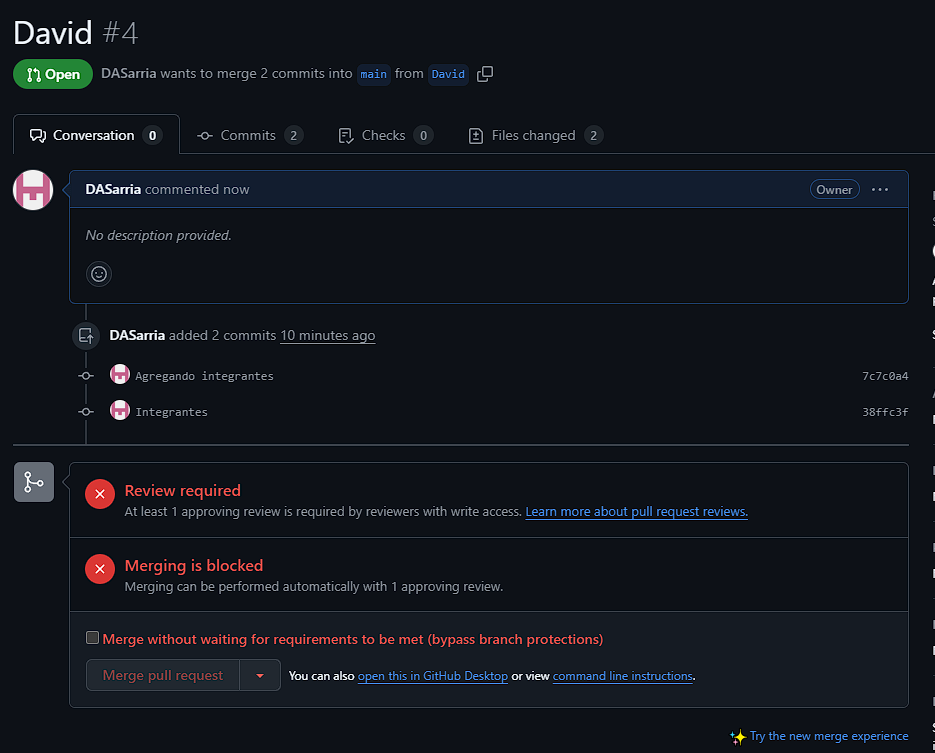 David #4
Open DASarria wants to merge 2 commits into main from David
Conversation 0 Commits 2 Checks 0 Files changed 2
DASarria commented now Owner ...
No description provided.
DASarria added 2 commits 10 minutes ago
Agregando integrantes 7c7c0a4
Integrantes 38ffc3f
Review required
At least 1 approving review is required by reviewers with write access. Learn more about pull request reviews.
Merging is blocked
Merging can be performed automatically with 1 approving review.
Merge without waiting for requirements to be met (bypass branch protections)
Merge pull request You can also open this in GitHub Desktop or view command line instructions.
Try the new merge experience